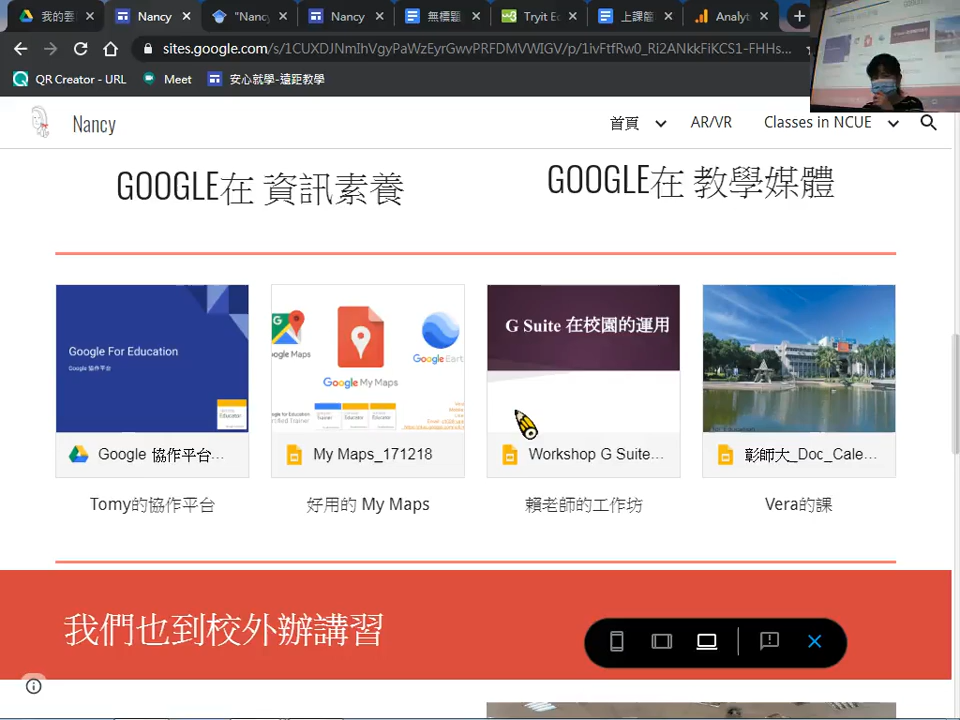 我的雲
Nancy
"Nanc
Nancy
無標題
Tryit E
上課館
Analyt
sites.google.com/s/1CUXDJNmIhVgyPaWzEyrGwvPRFDMVWIGV/p/1ivFtfRw0_Ri2ANkkFiKCS1-FHHs...
QR Creator - URL
Meet
安心就學-遠距教學
Nancy
首頁
AR/VR
Classes in NCUE
GOOGLE在 資訊素養
GOOGLE在 教學媒體
Google For Education
Google 協作平台
Google 協作平台...
Tomy的協作平台
ogle Maps
Google My Maps
Google Eart
My Maps_171218
好用的 My Maps
G Suite 在校園的運用
Workshop G Suite...
賴老師的工作坊
彰師大_Doc_Cale...
Vera的課
我們也到校外辦講習